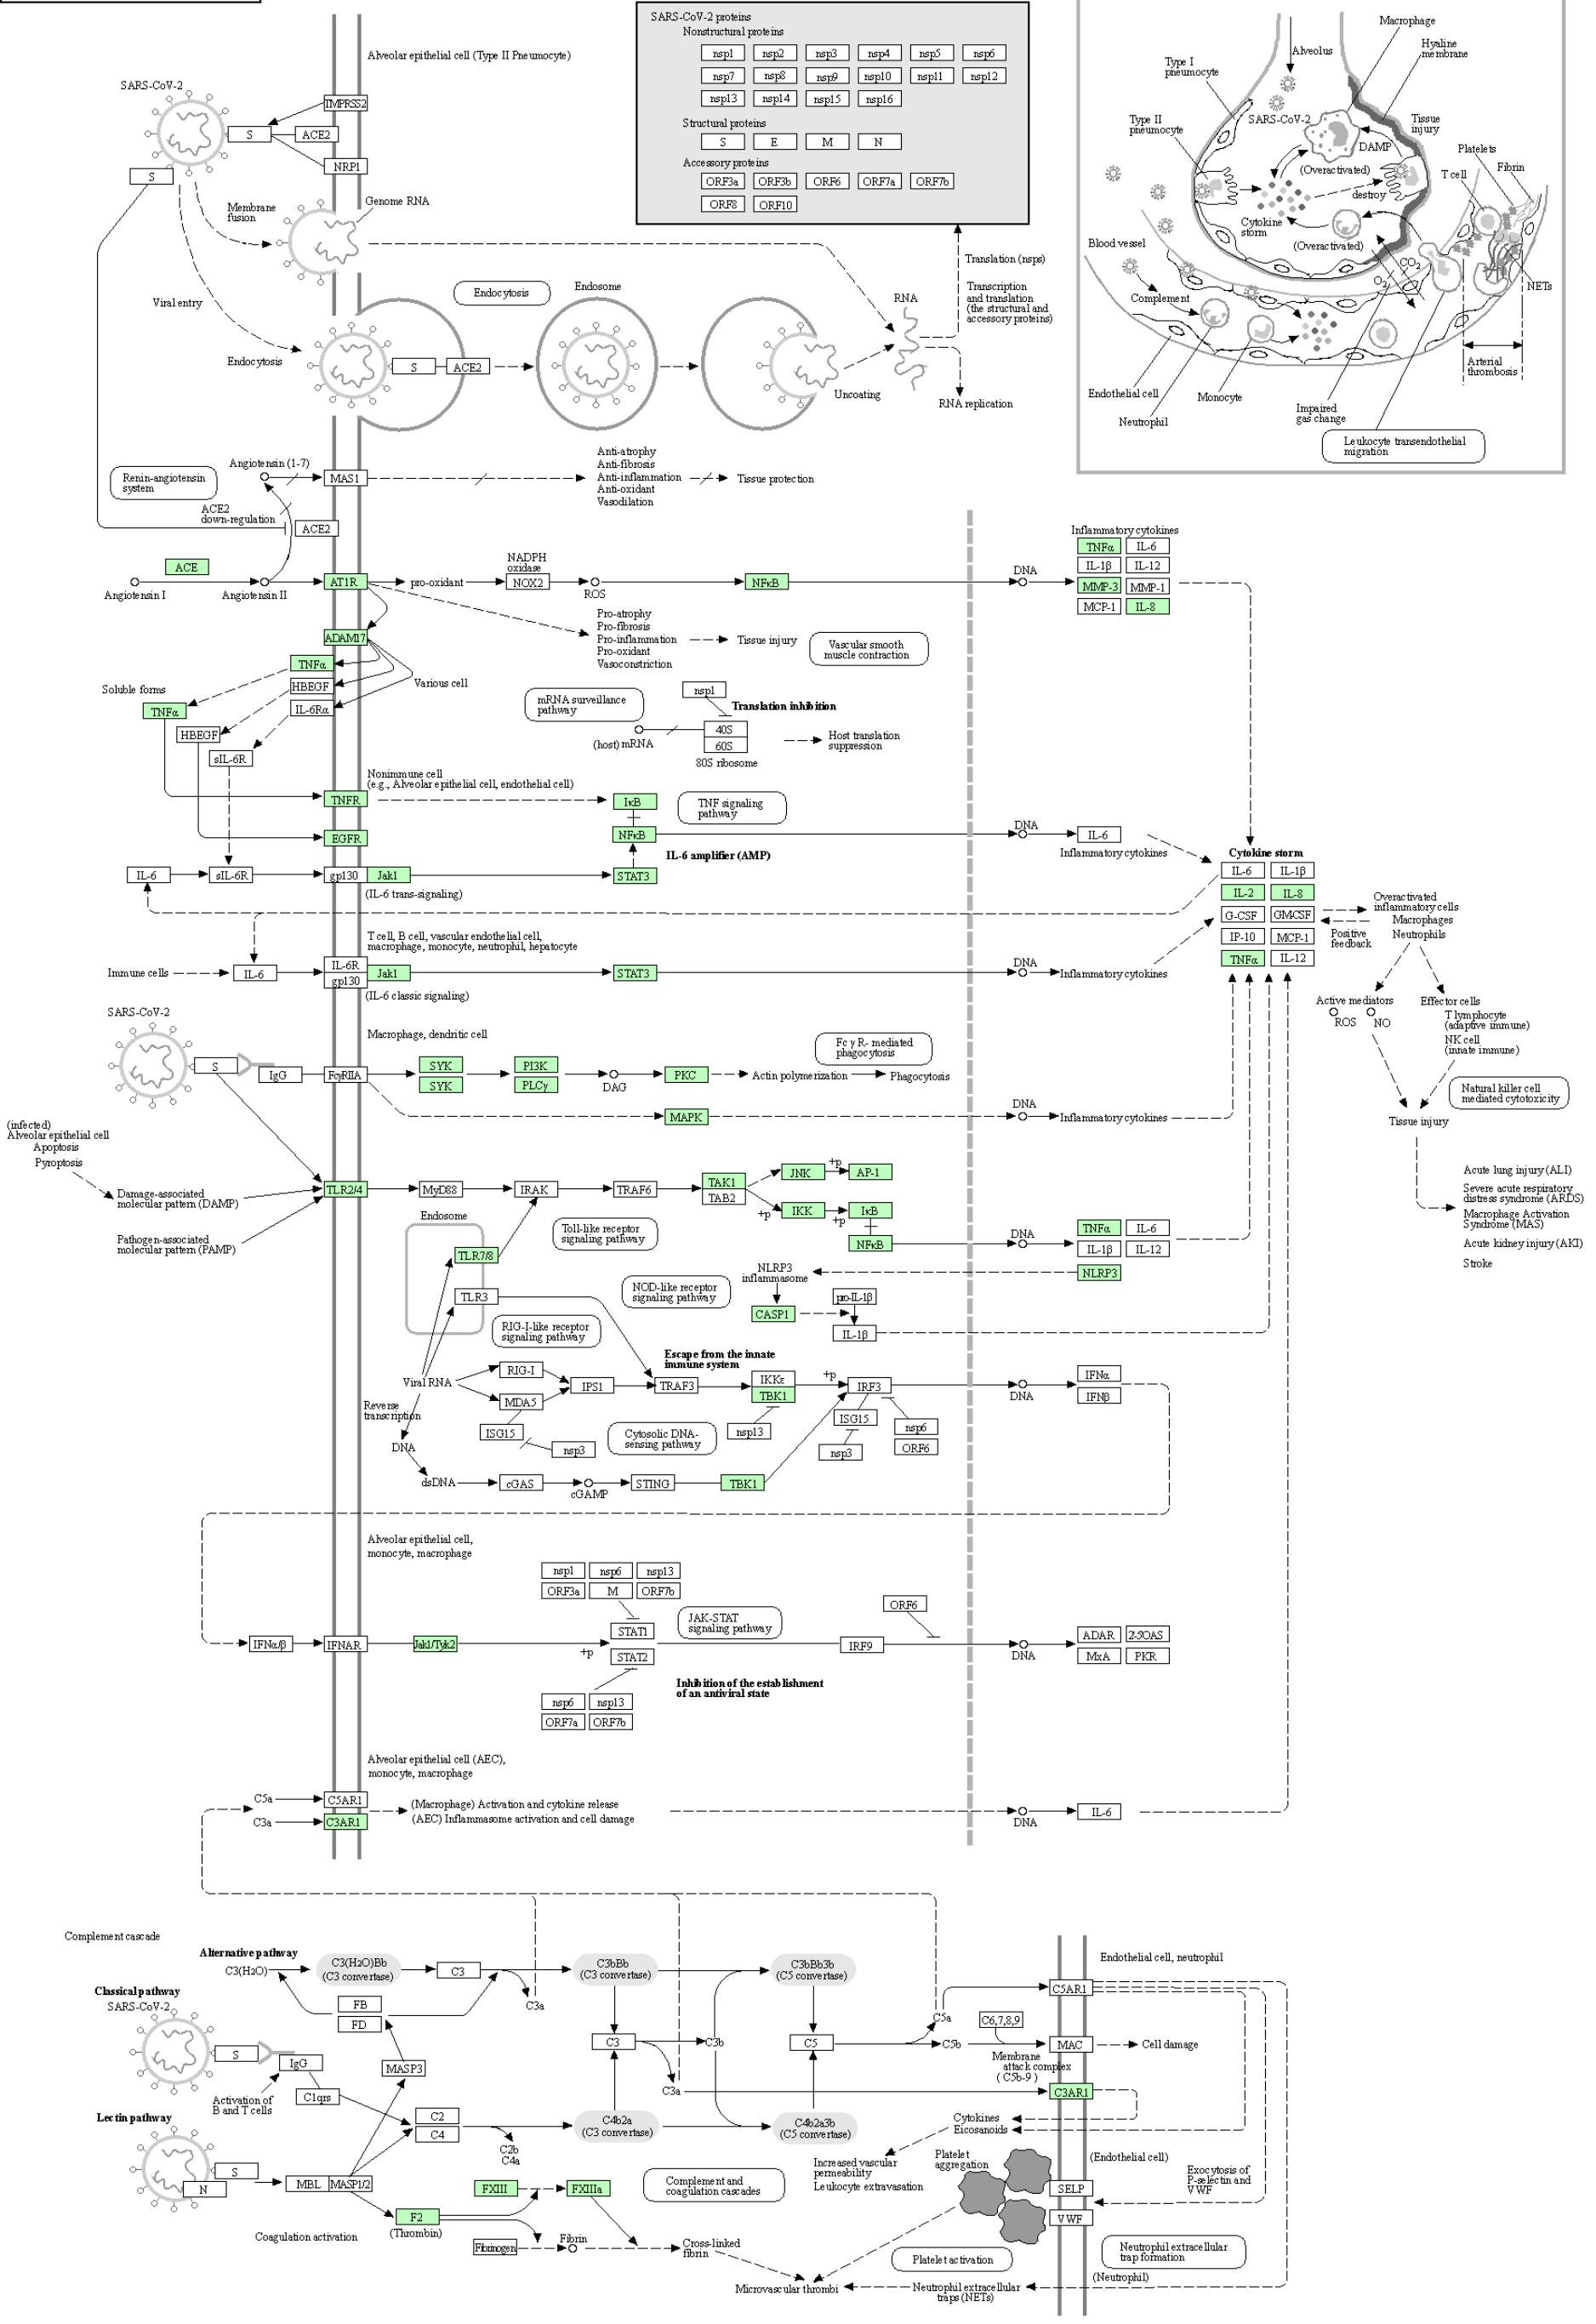 SARS-CoV-2 proteins
Nonstructural proteins
nsp1 nsp2 nsp3 nsp4 nsp5 nsp6
nsp7 nsp8 nsp9 nsp10 nsp11 nsp12
nsp13 nsp14 nsp15 nsp16
Structural proteins
S E M N
Accessory proteins
ORF3a ORF3b ORF6 ORF7a ORF7b
ORF8 ORF10
Alveolar epithelial cell (Type II Pneumocyte)
SARS-CoV-2
TMPRSS2
S ACE2
NRP1
S
Membrane
fusion
Genome RNA
Viral entry
Endocytosis
Endocytosis
S ACE2
Endosome
Uncoating
RNA
RNA replication
Translation (nsps)
Transcription
and translation
(the structural and
accessory proteins)
Macrophage
Hyaline
membrane
Alveolus
Type I
pneumocyte
SARS-CoV-2
Type II
pneumocyte
Tissue
injury
DAMP
Platelets
Fibrin
T cell
(Overactivated)
destroy
Cytokine
storm
(Overactivated)
Blood vessel
CO2
O2
NETs
Complement
Arterial
thrombosis
Endothelial cell
Monocyte
Neutrophil
Impaired
gas change
Leukocyte transendothelial
migration
Renin-angiotensin
system
Angiotensin (1-7)
MAS1
Anti-atrophy
Anti-fibrosis
Anti-inflammation
Anti-oxidant
Vasodilation
Tissue protection
ACE2
down-regulation
ACE2
ACE
Angiotensin I
Angiotensin II
AT1R
pro-oxidant
NADPH
oxidase
NOX2
ROS
NFκB
DNA
Inflammatory cytokines
TNFα IL-6
IL-1β IL-12
MMP-3 MMP-1
MCP-1 IL-8
Pro-atrophy
Pro-fibrosis
Pro-inflammation
Pro-oxidant
Vasoconstriction
Tissue injury
Vascular smooth
muscle contraction
ADAM17
TNFα
HBEGF
IL-6Rα
Various cell
Soluble forms
TNFα
HBEGF
sIL-6R
mRNA surveillance
pathway
nsp1
Translation inhibition
(host) mRNA
40S
60S
80S ribosome
Host translation
suppression
Nonimmune cell
(e.g., Alveolar epithelial cell, endothelial cell)
TNFR
EGFR
IκB
NFκB
TNF signaling
pathway
IL-6 amplifier (AMP)
DNA
IL-6
Inflammatory cytokines
IL-6 sIL-6R gp130 Jak1 STAT3
(IL-6 trans-signaling)
Cytokine storm
IL-6 IL-1β
IL-2 IL-8
G-CSF GMCSF
IP-10 MCP-1
TNFα IL-12
Overactivated
inflammatory cells
Macrophages
Neutrophils
Positive
feedback
T cell, B cell, vascular endothelial cell,
macrophage, monocyte, neutrophil, hepatocyte
Immune cells
IL-6
IL-6R
gp130
Jak1
STAT3
DNA
Inflammatory cytokines
(IL-6 classic signaling)
Active mediators
ROS NO
Effector cells
T lymphocyte
(adaptive immune)
NK cell
(innate immune)
Natural killer cell
mediated cytotoxicity
Tissue injury
SARS-CoV-2
Macrophage, dendritic cell
S IgG FcγRIIA
SYK
SYK
PI3K
PLCγ
DAG
PKC
Actin polymerization
Phagocytosis
Fc γ R- mediated
phagocytosis
MAPK
DNA
Inflammatory cytokines
(infected)
Alveolar epithelial cell
Apoptosis
Pyroptosis
Damage-associated
molecular pattern (DAMP)
Pathogen-associated
molecular pattern (PAMP)
TLR2/4 MyD88 IRAK TRAF6
TAK1
TAB2
JNK +p AP-1
+p IKK +p IκB
NFκB
DNA
TNFα IL-6
IL-1β IL-12
NLRP3
Acute lung injury (ALI)
Severe acute respiratory
distress syndrome (ARDS)
Macrophage Activation
Syndrome (MAS)
Acute kidney injury (AKI)
Stroke
Endosome
TLR7/8
TLR3
Toll-like receptor
signaling pathway
NOD-like receptor
signaling pathway
NLRP3
inflammasome
CASP1
pro-IL-1β
IL-1β
RIG-I-like receptor
signaling pathway
Escape from the innate
immune system
Viral RNA
RIG-I
MDA5
IPS1
TRAF3
IKKε
TBK1
+p
IRF3
DNA
IFNα
IFNβ
Reverse
transcription
ISG15
nsp3
Cytosolic DNA-
sensing pathway
nsp13
ISG15
nsp3
nsp6
ORF6
DNA
dsDNA cGAS cGAMP STING TBK1
Alveolar epithelial cell,
monocyte, macrophage
nsp1 nsp6 nsp13
ORF3a M ORF7b
IFNα/β IFNAR Jak1/Tyk2
+p
STAT1
STAT2
JAK-STAT
signaling pathway
ORF6
IRF9
DNA
ADAR 2'-5'OAS
MxA PKR
nsp6 nsp13
ORF7a ORF7b
Inhibition of the establishment
of an antiviral state
Alveolar epithelial cell (AEC),
monocyte, macrophage
C5a C5AR1
C3a C3AR1
(Macrophage) Activation and cytokine release
(AEC) Inflammasome activation and cell damage
DNA
IL-6
Complement cascade
Alternative pathway
C3(H2O)
C3(H2O)Bb
(C3 convertase)
C3
C3a
C3bBb
(C3 convertase)
C3bBb3b
(C5 convertase)
FB
FD
Classical pathway
SARS-CoV-2
S
IgG
Activation of
B and T cells
C1qrs
MASP3
C3
C3b
C3a
C5
C5a
C5b
C6,7,8,9
MAC
Membrane
attack complex
(C5b-9)
Cell damage
Endothelial cell, neutrophil
C5AR1
C3AR1
Lectin pathway
S
N
MBL MASP1/2
C2
C4
C2b
C4a
C4b2a
(C3 convertase)
C4b2a3b
(C5 convertase)
Cytokines
Eicosanoids
Increased vascular
permeability
Leukocyte extravasation
Platelet
aggregation
(Endothelial cell)
SELP
VWF
Exocytosis of
P-selectin and
VWF
FXIII FXIIIa
F2
(Thrombin)
Coagulation activation
Complement and
coagulation cascades
Fibrinogen
Fibrin
Cross-linked
fibrin
Platelet activation
Neutrophil extracellular
trap formation
(Neutrophil)
Microvascular thrombi
Neutrophil extracellular
traps (NETs)